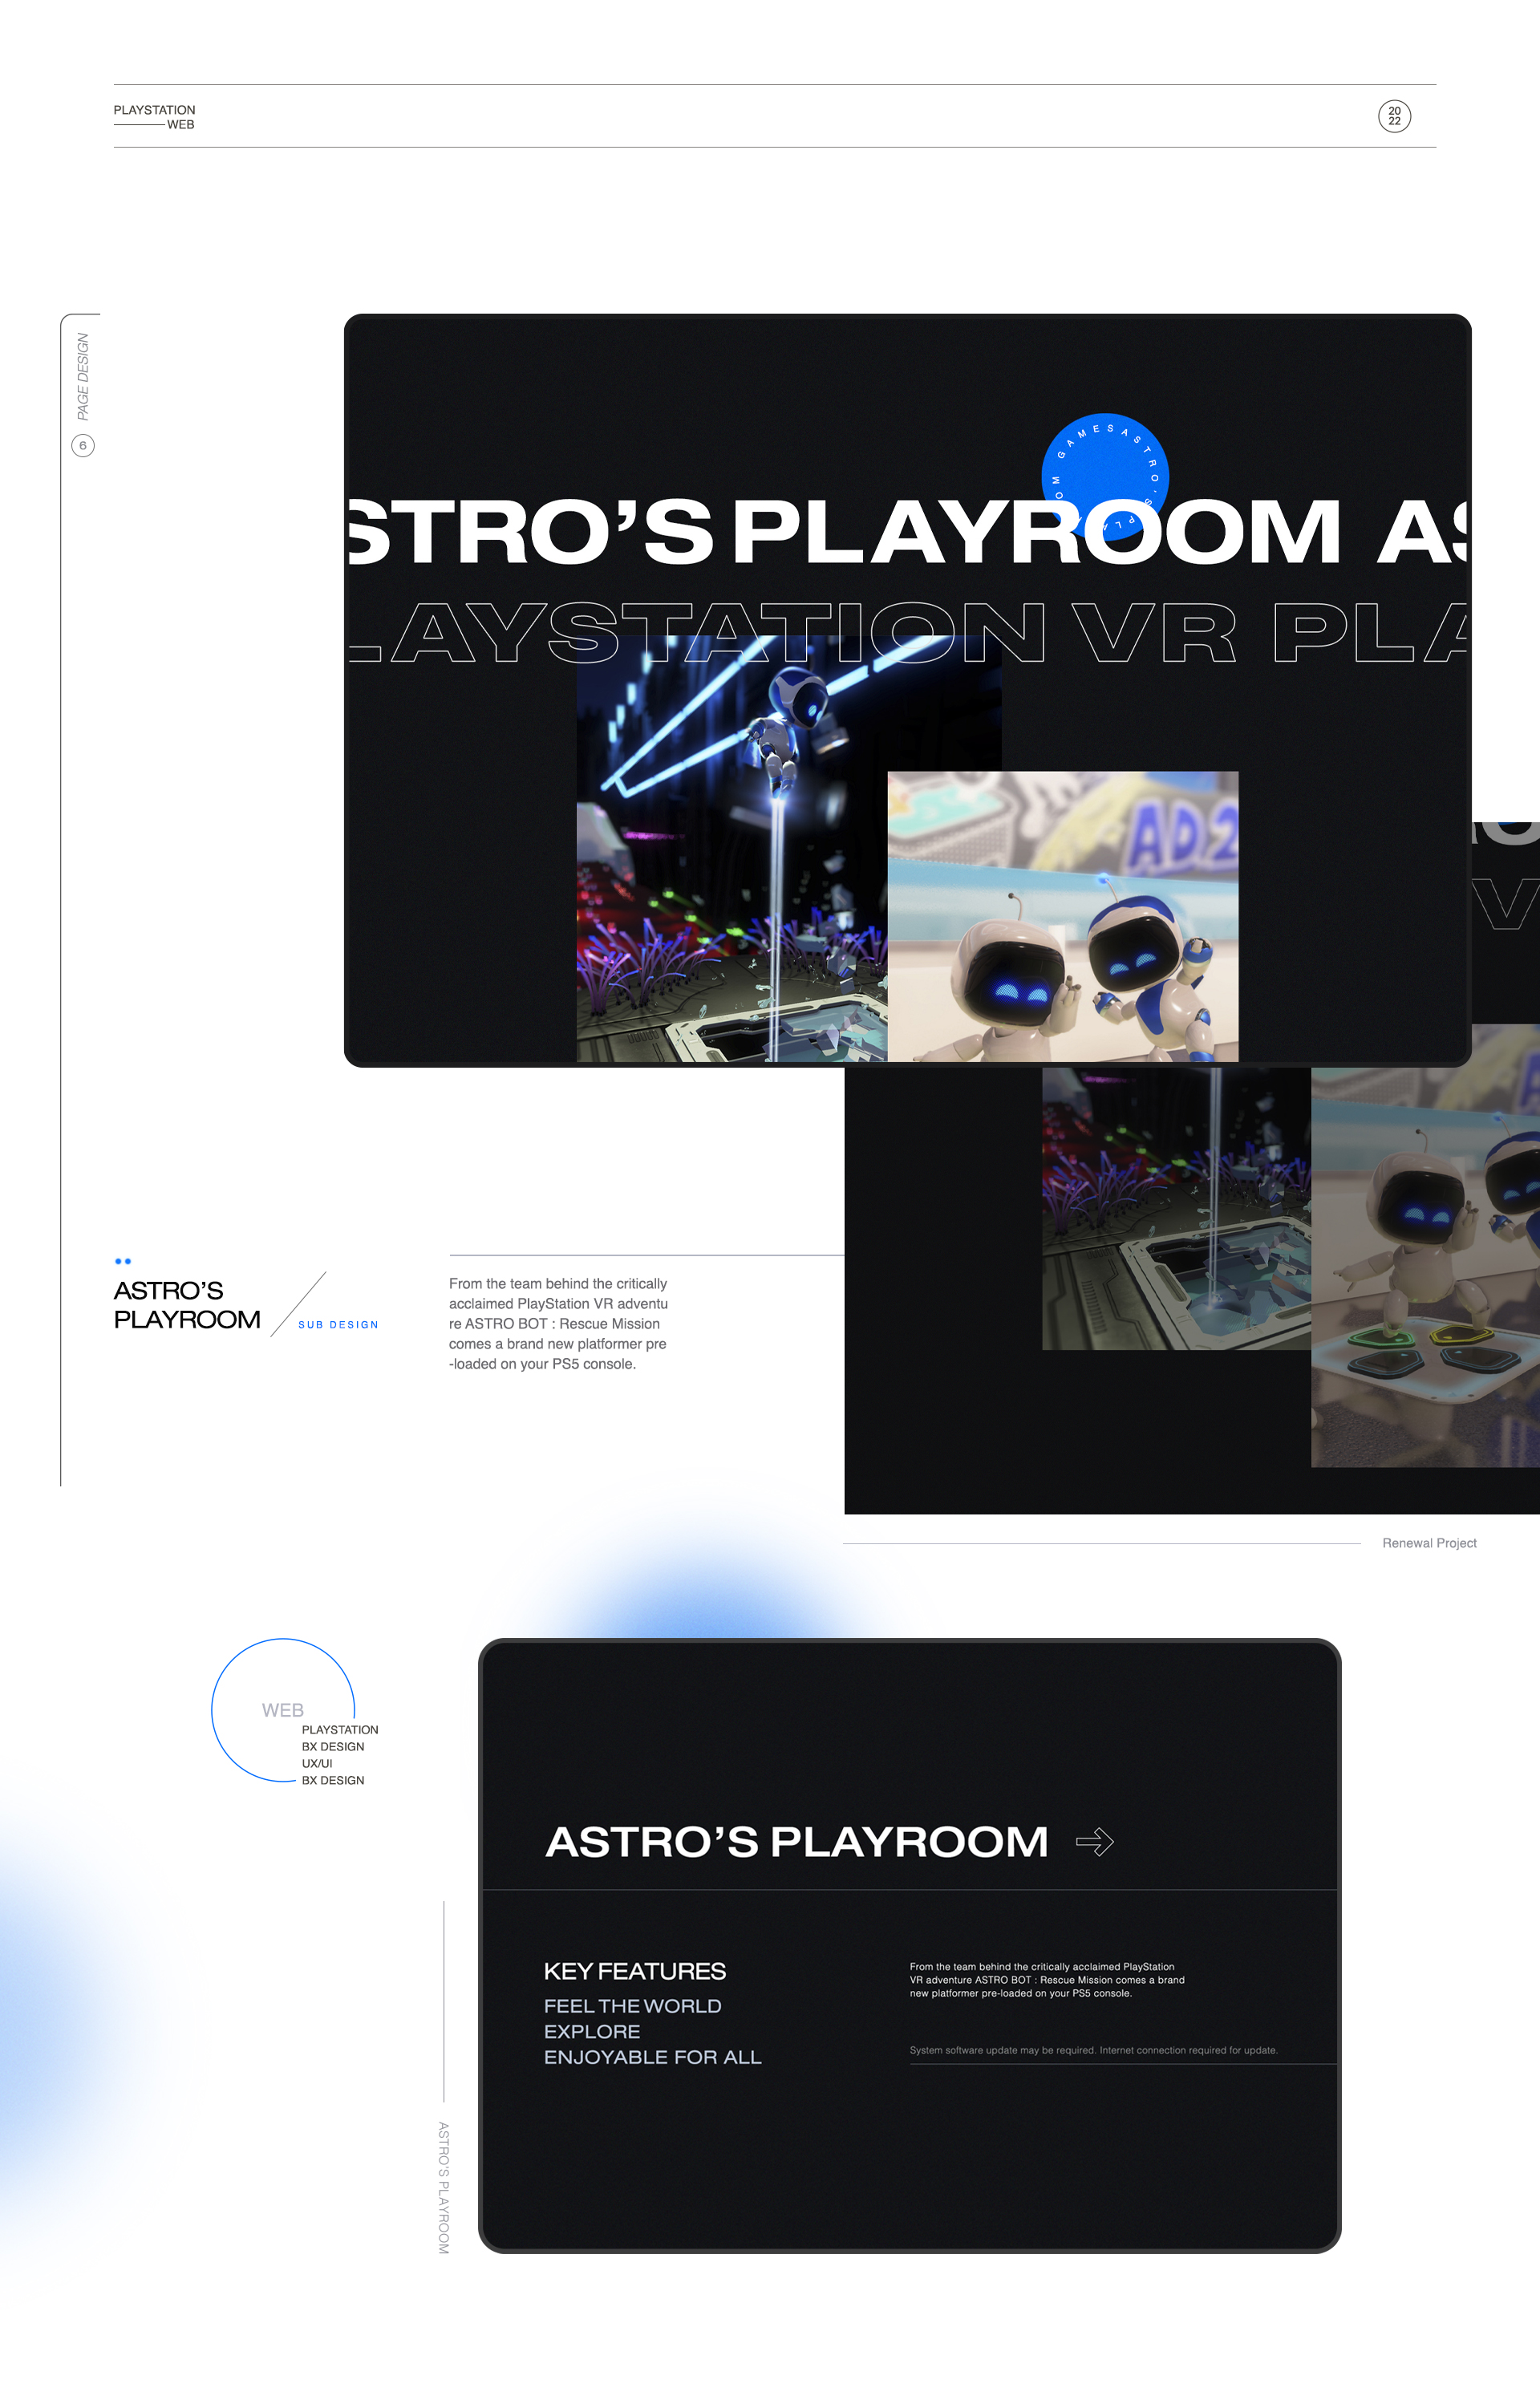 PLAYSTATION
WEB
20
22
PAGE DESIGN
6
GAMES ASTRO'S PLA OM
STRO'S PLAYROOM AS
LAYSTATION VR PLA
AD.2
V
ASTRO'S
PLAYROOM
SUB DESIGN
From the team behind the critically
acclaimed PlayStation VR adventu
re ASTRO BOT : Rescue Mission
comes a brand new platformer pre
-loaded on your PS5 console.
Renewal Project
WEB
PLAYSTATION
BX DESIGN
UX/UI
BX DESIGN
ASTRO'S PLAYROOM
ASTRO'S PLAYROOM
KEY FEATURES
FEEL THE WORLD
EXPLORE
ENJOYABLE FOR ALL
From the team behind the critically acclaimed PlayStation
VR adventure ASTRO BOT : Rescue Mission comes a brand
new platformer pre-loaded on your PS5 console.
System software update may be required. Internet connection required for update.